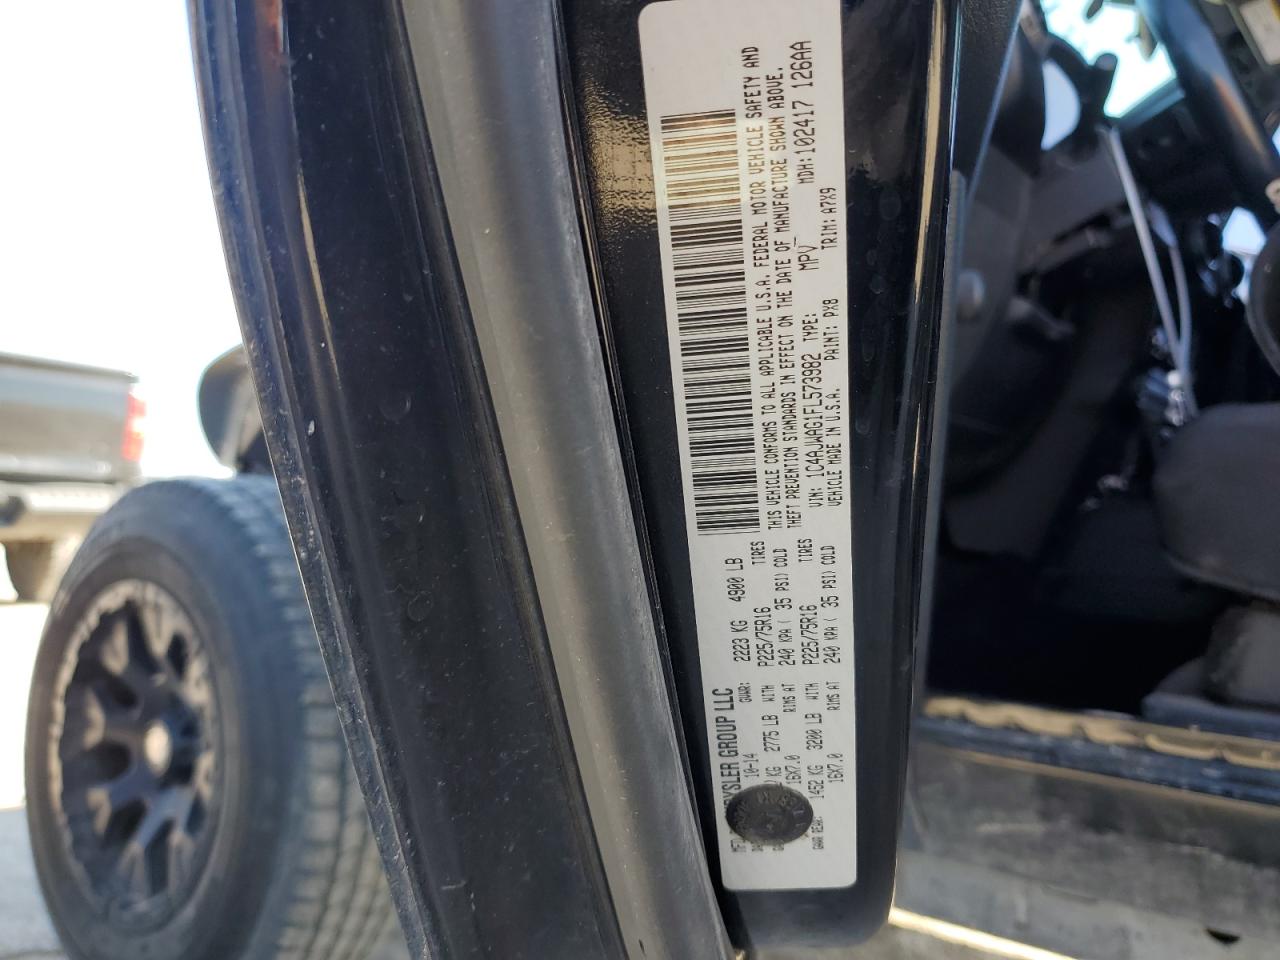 CHRYSLER GROUP LLC
10-14 GVWR: 2223 KG 4900 LB
KG 2775 LB WITH P225/75R16 TIRES
16X7.0 RIMS AT 240 KPA ( 35 PSI) COLD
GAWR REAR: 1452 KG 3200 LB WITH P225/75R16 TIRES
16X7.0 RIMS AT 240 KPA ( 35 PSI) COLD
THIS VEHICLE CONFORMS TO ALL APPLICABLE U.S.A. FEDERAL MOTOR VEHICLE SAFETY AND
THEFT PREVENTION STANDARDS IN EFFECT ON THE DATE OF MANUFACTURE SHOWN ABOVE.
VIN: 1C4AJWAG1FL573982 TYPE: MPV MDH:102417 126AA
VEHICLE MADE IN U.S.A. PAINT: PX8 TRIM: A7X9